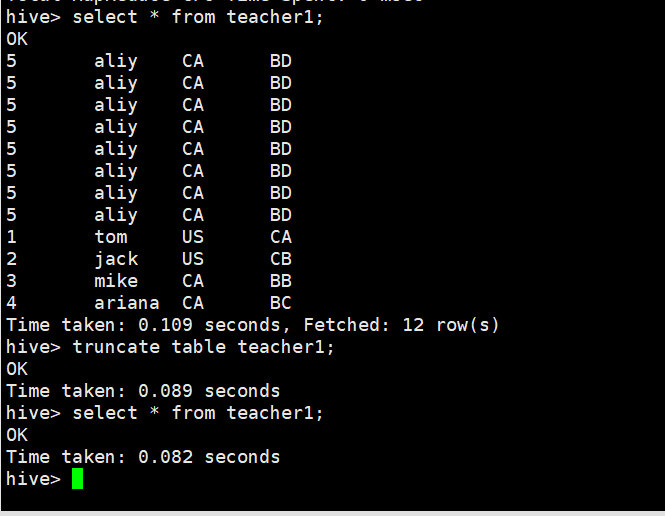 hive> select * from teacher1;
OK
5 aliy CA BD
5 aliy CA BD
5 aliy CA BD
5 aliy CA BD
5 aliy CA BD
5 aliy CA BD
5 aliy CA BD
5 aliy CA BD
1 tom US CA
2 jack US CB
3 mike CA BB
4 ariana CA BC
Time taken: 0.109 seconds, Fetched: 12 row(s)
hive> truncate table teacher1;
OK
Time taken: 0.089 seconds
hive> select * from teacher1;
OK
Time taken: 0.082 seconds
hive>